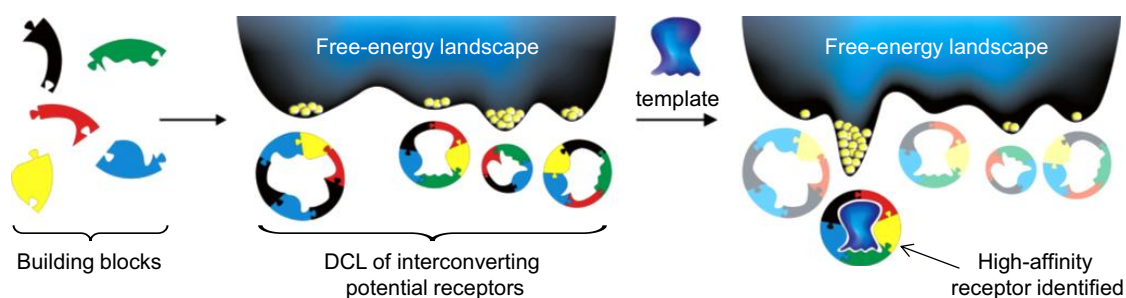 Free-energy landscape
template
Free-energy landscape
Building blocks
DCL of interconverting
potential receptors
High-affinity
receptor identified